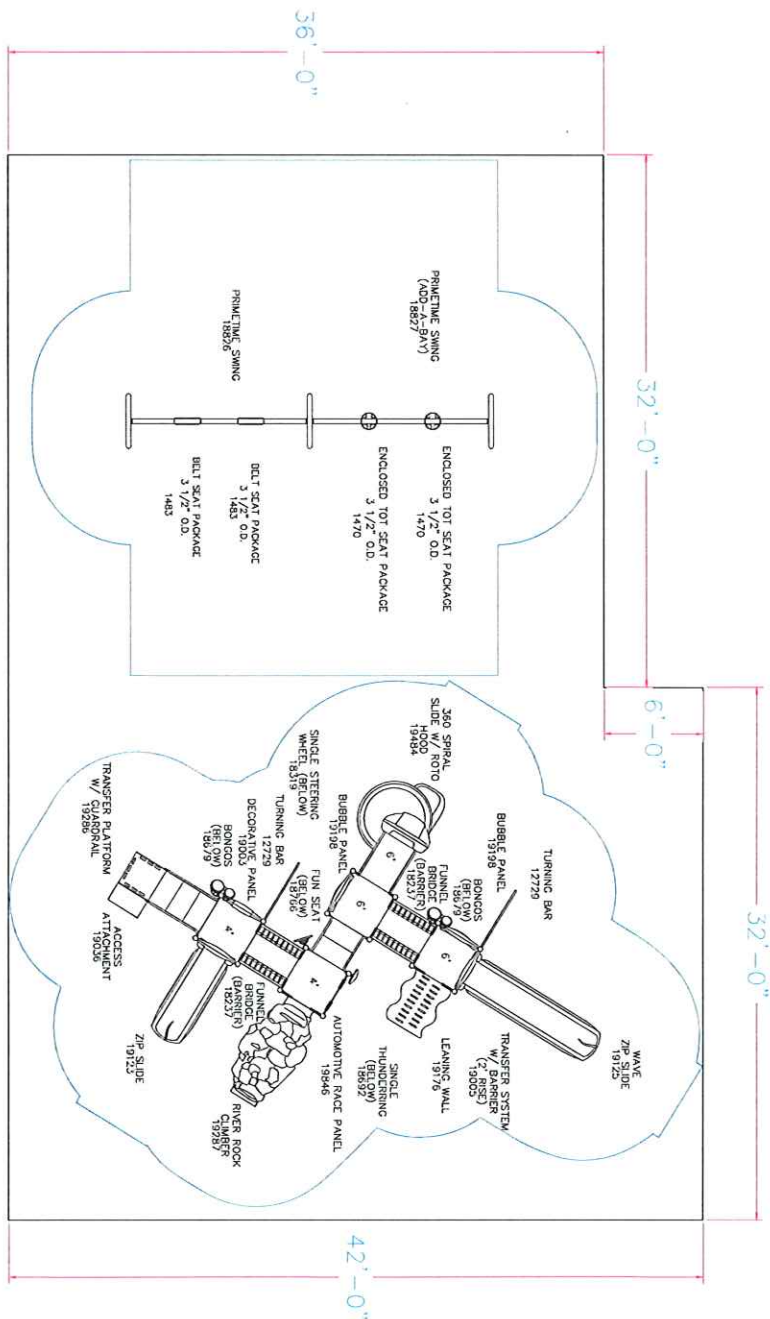 36'-0"
32'-0"
6'-0"
32'-0"
42'-0"
PRIMETIME SWING
(ADD-A-BAY)
18827
PRIMETIME SWING
18826
ENCLOSED TOT SEAT PACKAGE
3 1/2" O.D.
1470
ENCLOSED TOT SEAT PACKAGE
3 1/2" O.D.
1470
BELT SEAT PACKAGE
3 1/2" O.D.
1483
BELT SEAT PACKAGE
3 1/2" O.D.
1483
360 SPIRAL
SLIDE W/ ROTO
HOOD
19484
SINGLE STEERING
WHEEL (BELOW)
18319
BUBBLE PANEL
19198
FUN SEAT
(BELOW)
18766
TURNING BAR
12729
DECORATIVE PANEL
19003
BONGOS
(BELOW)
18679
TRANSFER PLATFORM
W/ GUARDRAIL
19286
TURNING BAR
12729
BUBBLE PANEL
19198
BONGOS
(BELOW)
18679
FUNNEL
BRIDGE
(BARRIER)
18237
6'
6'
6'
4'
4'
WAVE
ZIP SLIDE
19125
TRANSFER SYSTEM
W/ BARRIER
(2' RISE)
19005
LEANING WALL
19176
SINGLE
THUNDERRING
(BELOW)
18692
AUTOMOTIVE RACE PANEL
19846
RIVER ROCK
CLIMBER
19287
FUNNEL
BRIDGE
(BARRIER)
18237
ZIP SLIDE
19123
ACCESS
ATTACHMENT
19036